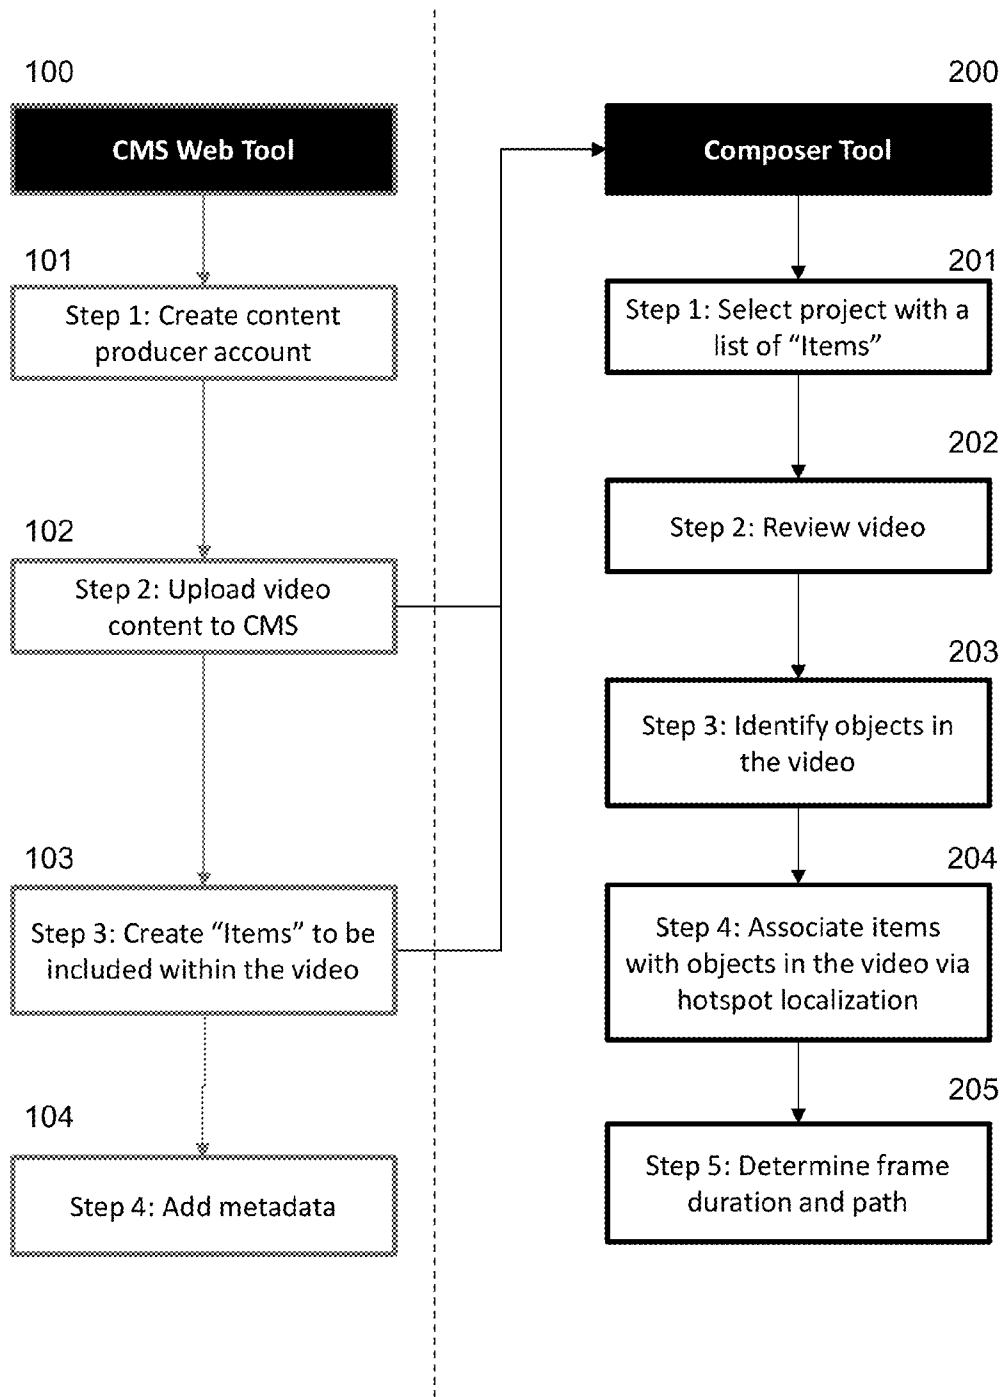 100
CMS Web Tool
101
Step 1: Create content
producer account
102
Step 2: Upload video
content to CMS
103
Step 3: Create “Items” to be
included within the video
104
Step 4: Add metadata
200
Composer Tool
201
Step 1: Select project with a
list of “Items”
202
Step 2: Review video
203
Step 3: Identify objects in
the video
204
Step 4: Associate items
with objects in the video via
hotspot localization
205
Step 5: Determine frame
duration and path